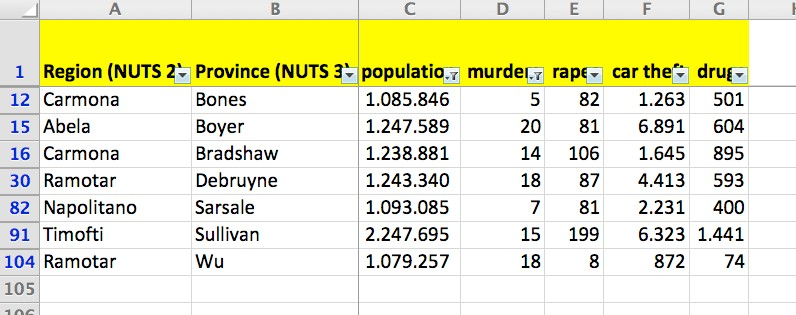 A B C D E F G
1 Region (NUTS 2) Province (NUTS 3) populatio murder rape car theft drug
12 Carmona Bones 1.085.846 5 82 1.263 501
15 Abela Boyer 1.247.589 20 81 6.891 604
16 Carmona Bradshaw 1.238.881 14 106 1.645 895
30 Ramotar Debruyne 1.243.340 18 87 4.413 593
82 Napolitano Sarsale 1.093.085 7 81 2.231 400
91 Timofti Sullivan 2.247.695 15 199 6.323 1.441
104 Ramotar Wu 1.079.257 18 8 872 74
105
106